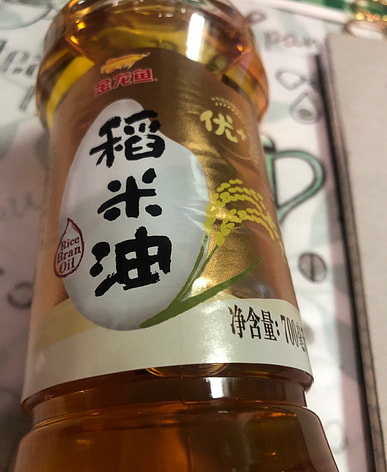 金龙鱼
优+
稻米油
Rice
Bran
Oil
净含量:700